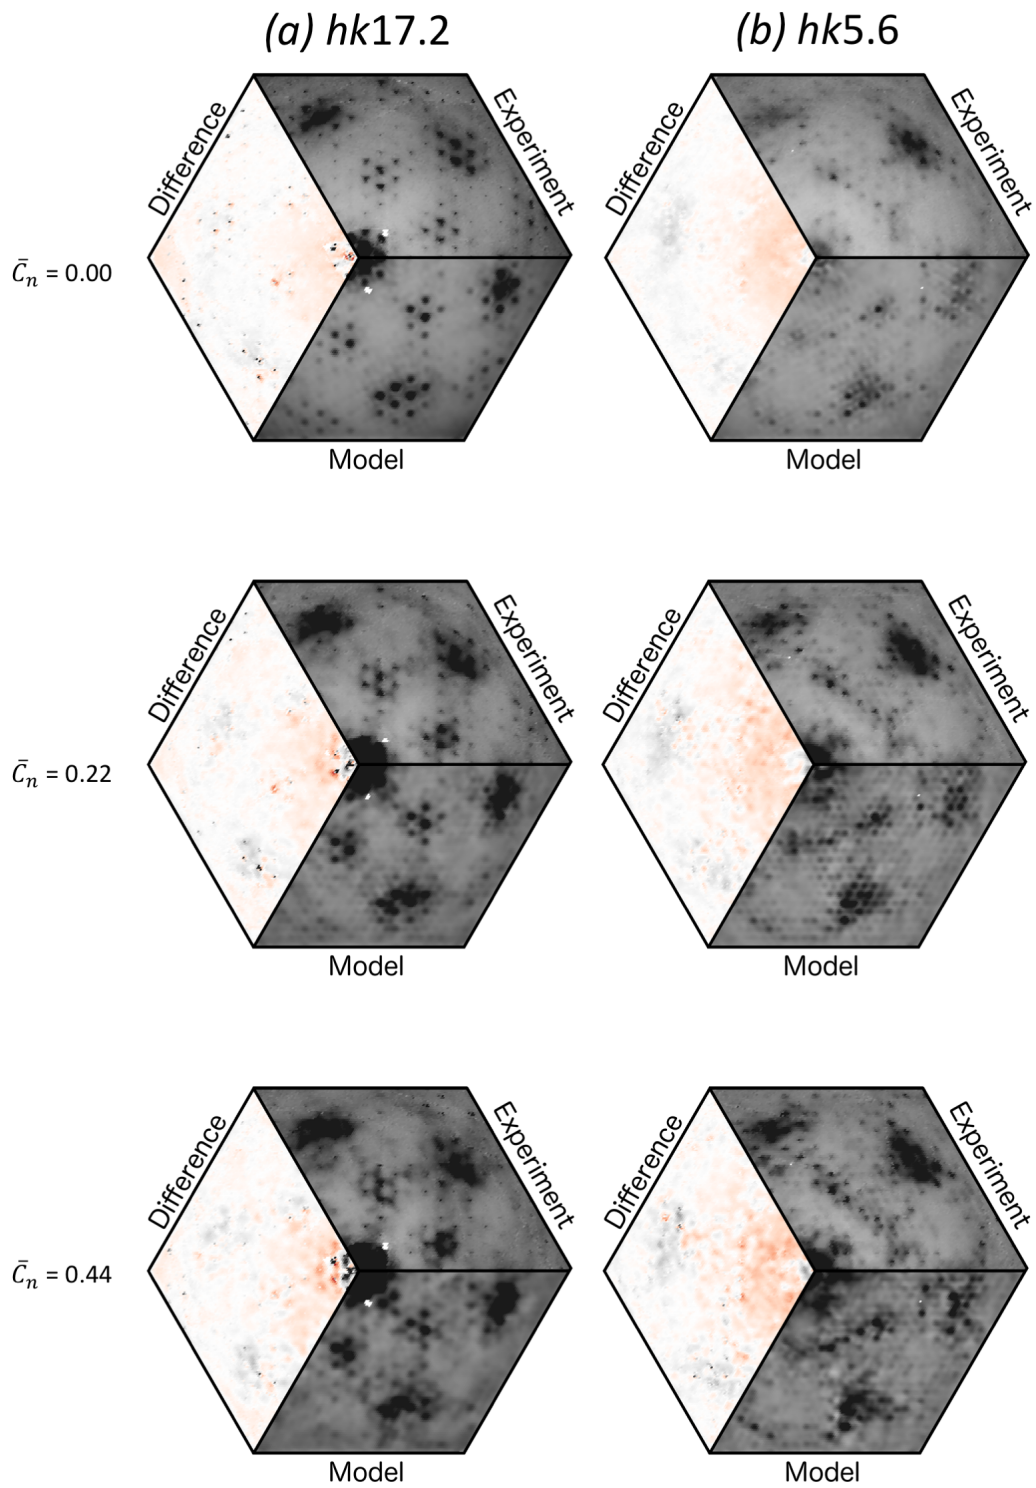 (a) hk17.2
(b) hk5.6
Difference
Experiment
Difference
Experiment
C̄n = 0.00
Model
Model
Difference
Experiment
Difference
Experiment
C̄n = 0.22
Model
Model
Difference
Experiment
Difference
Experiment
C̄n = 0.44
Model
Model